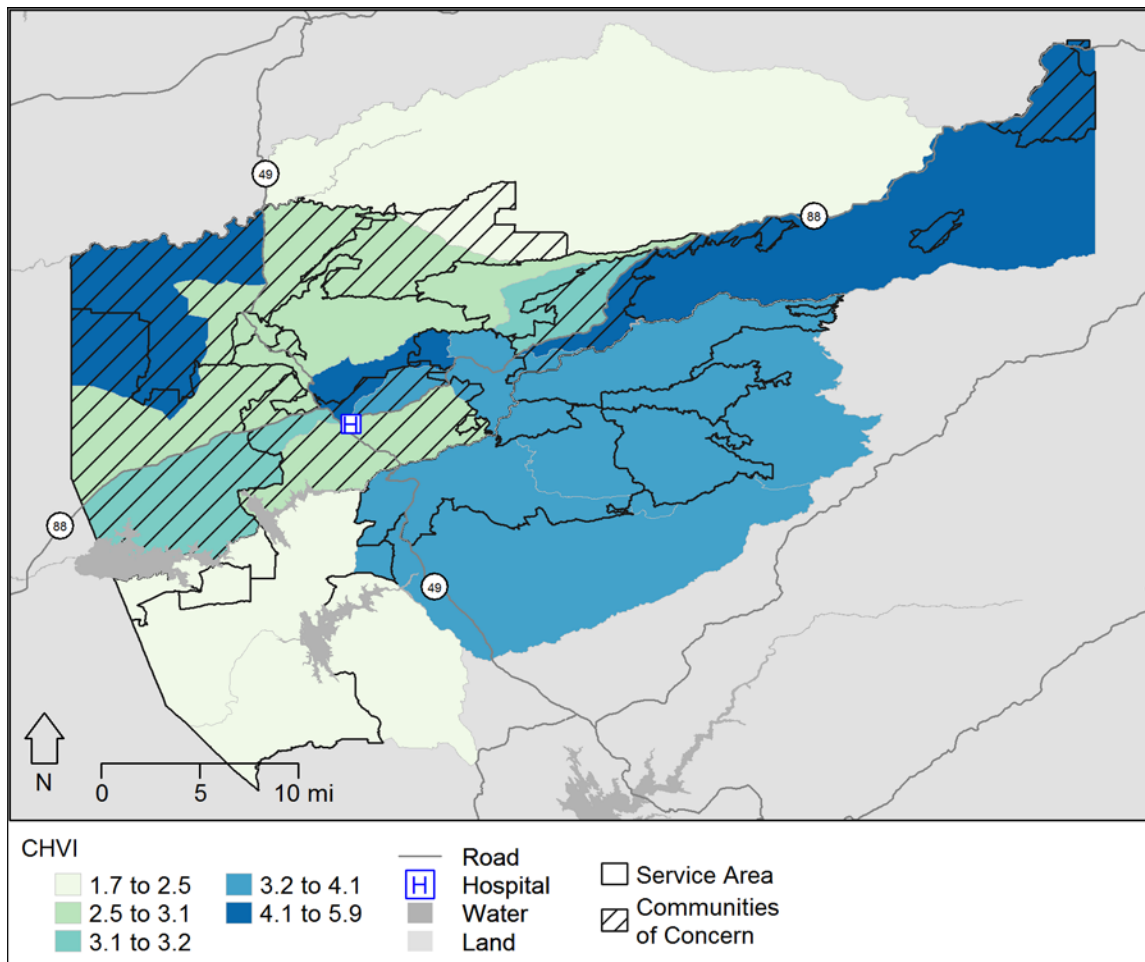 49
88
H
88
49
N
0 5 10 mi
CHVI
1.7 to 2.5
2.5 to 3.1
3.1 to 3.2
3.2 to 4.1
4.1 to 5.9
Road
H Hospital
Water
Land
Service Area
Communities
of Concern